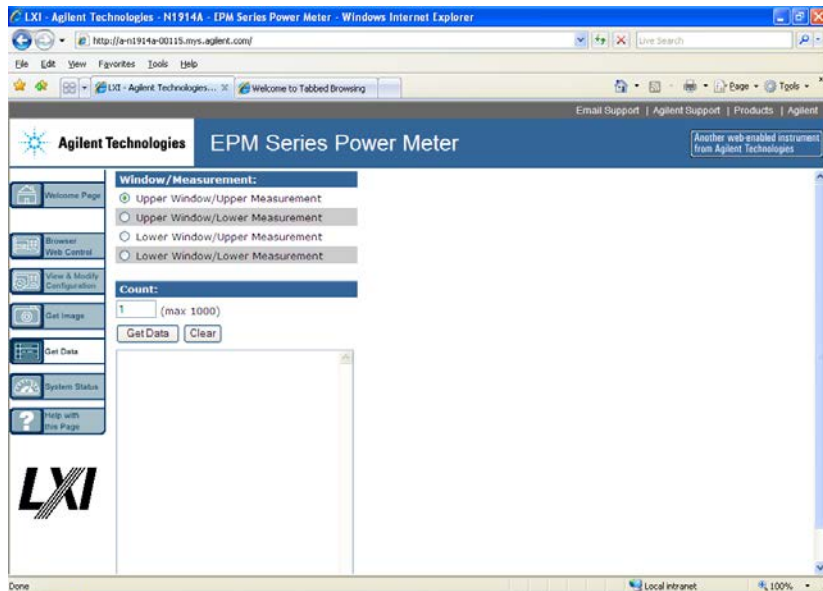 LXI - Agilent Technologies - N1914A - EPM Series Power Meter - Windows Internet Explorer
http://a-n1914a-00115.mys.agilent.com/
Live Search
File Edit View Favorites Tools Help
LXI - Agilent Technologies...
Welcome to Tabbed Browsing
Page
Tools
Email Support | Agilent Support | Products | Agilent
Agilent Technologies
EPM Series Power Meter
Another web-enabled instrument
from Agilent Technologies
Welcome Page
Browser
Web Control
View & Modify
Configuration
Get Image
Get Data
System Status
Help with
this Page
LXI
Window/Measurement:
Upper Window/Upper Measurement
Upper Window/Lower Measurement
Lower Window/Upper Measurement
Lower Window/Lower Measurement
Count:
1 (max 1000)
Get Data Clear
Done
Local intranet
100%